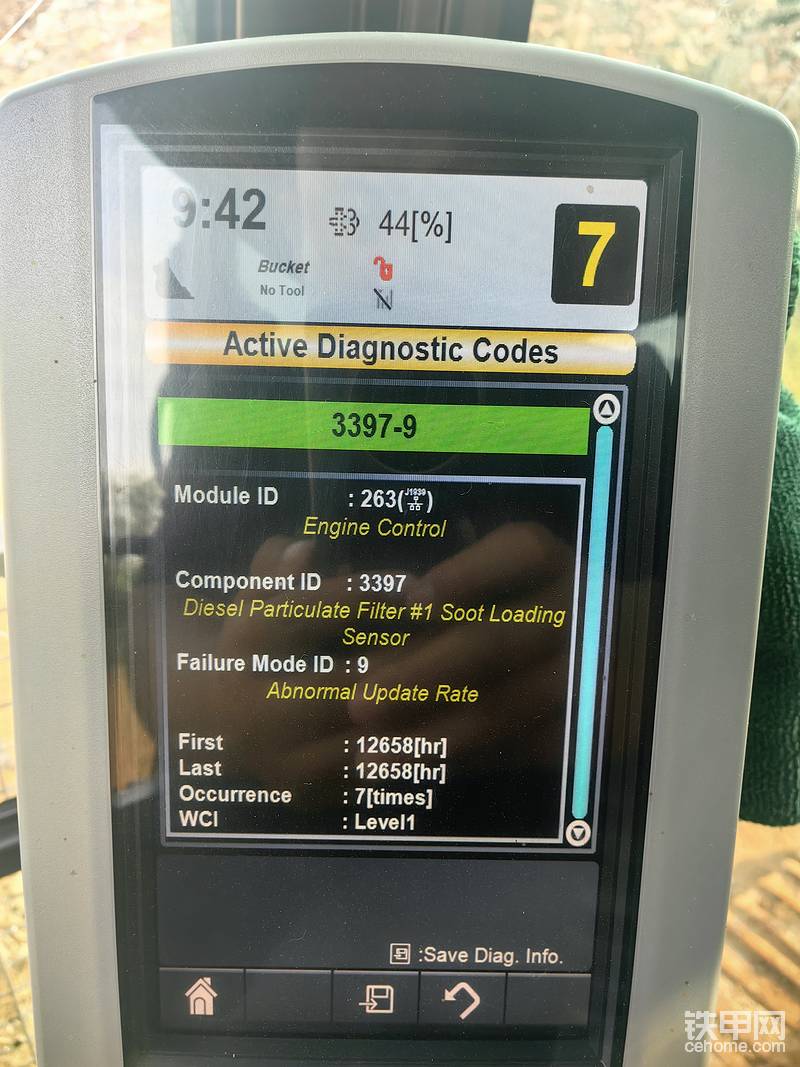 9:42
44[%]
7
Bucket
No Tool
N
Active Diagnostic Codes
3397-9
Module ID : 263(J1939)
Engine Control
Component ID : 3397
Diesel Particulate Filter #1 Soot Loading
Sensor
Failure Mode ID : 9
Abnormal Update Rate
First : 12658[hr]
Last : 12658[hr]
Occurrence : 7[times]
WCI : Level1
:Save Diag. Info.
铁甲网
cehome.com